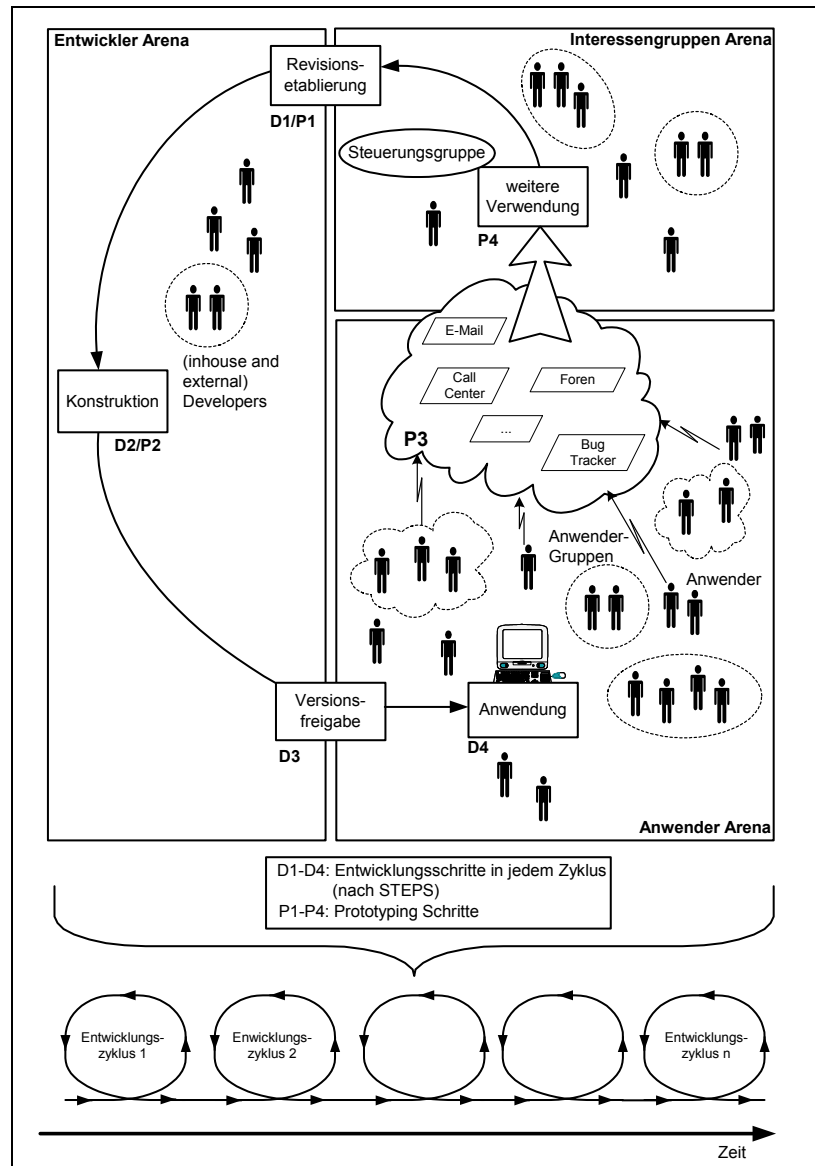 Entwickler Arena
Interessengruppen Arena
Revisions-
etablierung
D1/P1
Steuerungsgruppe
weitere
Verwendung
P4
(inhouse and
external)
Developers
Konstruktion
D2/P2
E-Mail
Call
Center
Foren
...
Bug
Tracker
P3
Anwender-
Gruppen
Anwender
Versions-
freigabe
D3
Anwendung
D4
Anwender Arena
D1-D4: Entwicklungsschritte in jedem Zyklus
(nach STEPS)
P1-P4: Prototyping Schritte
Entwicklungs-
zyklus 1
Enwicklungs-
zyklus 2
Entwicklungs-
zyklus n
Zeit